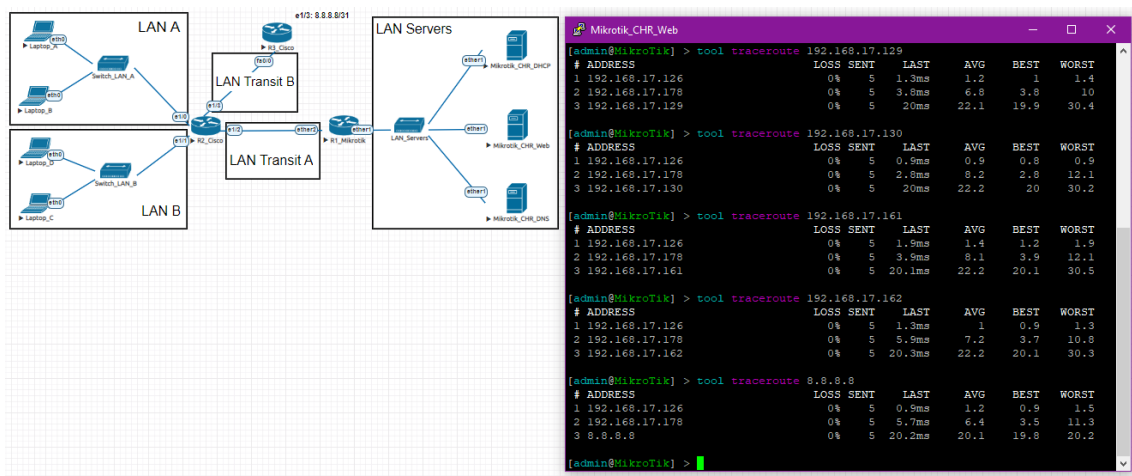 e1/3: 8.8.8.8/31
LAN A
eth0
Laptop_A
Switch_LAN_A
eth0
Laptop_B
e1/0
R3_Cisco
fa0/0
LAN Transit B
e1/3
LAN Servers
ether1
Mikrotik_CHR_DHCP
R2_Cisco
e1/2
ether2
R1_Mikrotik
ether1
LAN_Servers
ether1
Mikrotik_CHR_Web
e1/1
eth0
Laptop_D
Switch_LAN_B
LAN Transit A
eth0
Laptop_C
LAN B
ether1
Mikrotik_CHR_DNS
Mikrotik_CHR_Web
[admin@MikroTik] > tool traceroute 192.168.17.129
# ADDRESS LOSS SENT LAST AVG BEST WORST
1 192.168.17.126 0% 5 1.3ms 1.2 1 1.4
2 192.168.17.178 0% 5 3.8ms 6.8 3.8 10
3 192.168.17.129 0% 5 20ms 22.1 19.9 30.4
[admin@MikroTik] > tool traceroute 192.168.17.130
# ADDRESS LOSS SENT LAST AVG BEST WORST
1 192.168.17.126 0% 5 0.9ms 0.9 0.8 0.9
2 192.168.17.178 0% 5 2.8ms 8.2 2.8 12.1
3 192.168.17.130 0% 5 20ms 22.2 20 30.2
[admin@MikroTik] > tool traceroute 192.168.17.161
# ADDRESS LOSS SENT LAST AVG BEST WORST
1 192.168.17.126 0% 5 1.9ms 1.4 1.2 1.9
2 192.168.17.178 0% 5 3.9ms 8.1 3.9 12.1
3 192.168.17.161 0% 5 20.1ms 22.2 20.1 30.5
[admin@MikroTik] > tool traceroute 192.168.17.162
# ADDRESS LOSS SENT LAST AVG BEST WORST
1 192.168.17.126 0% 5 1.3ms 1 0.9 1.3
2 192.168.17.178 0% 5 5.9ms 7.2 3.7 10.8
3 192.168.17.162 0% 5 20.3ms 22.2 20.1 30.3
[admin@MikroTik] > tool traceroute 8.8.8.8
# ADDRESS LOSS SENT LAST AVG BEST WORST
1 192.168.17.126 0% 5 0.9ms 1.2 0.9 1.5
2 192.168.17.178 0% 5 5.7ms 6.4 3.5 11.3
3 8.8.8.8 0% 5 20.2ms 20.1 19.8 20.2
[admin@MikroTik] >